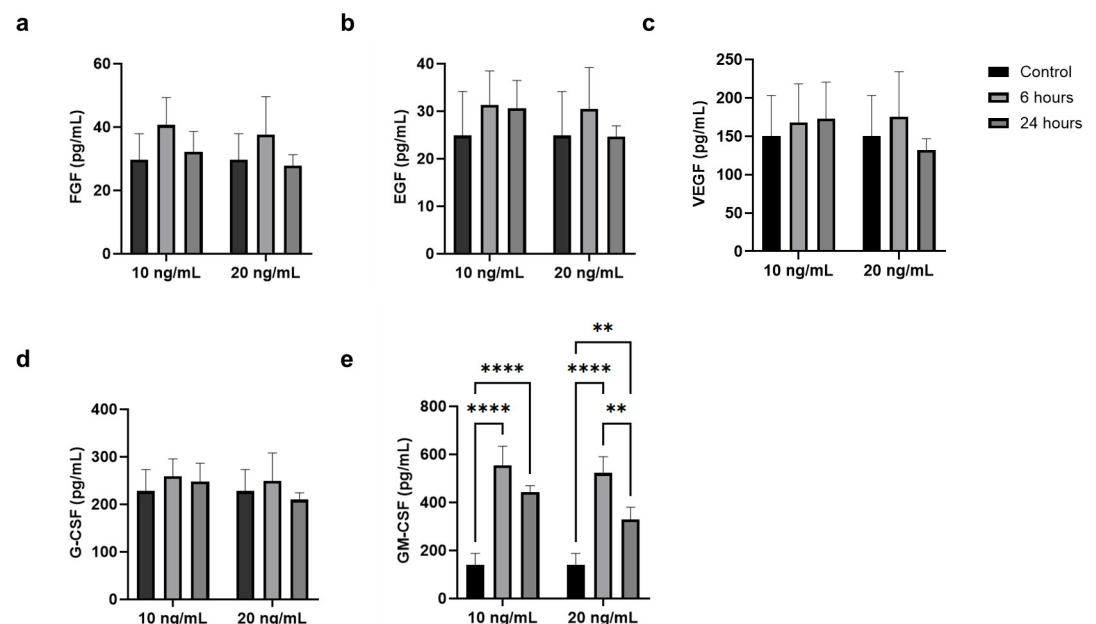 a
60
40
20
0
FGF (pg/mL)
10 ng/mL 20 ng/mL
b
40
30
20
10
0
EGF (pg/mL)
10 ng/mL 20 ng/mL
c
250
200
150
100
50
0
VEGF (pg/mL)
10 ng/mL 20 ng/mL
Control
6 hours
24 hours
d
400
300
200
100
0
G-CSF (pg/mL)
10 ng/mL 20 ng/mL
e
**
**** ****
**** **
800
600
400
200
0
GM-CSF (pg/mL)
10 ng/mL 20 ng/mL